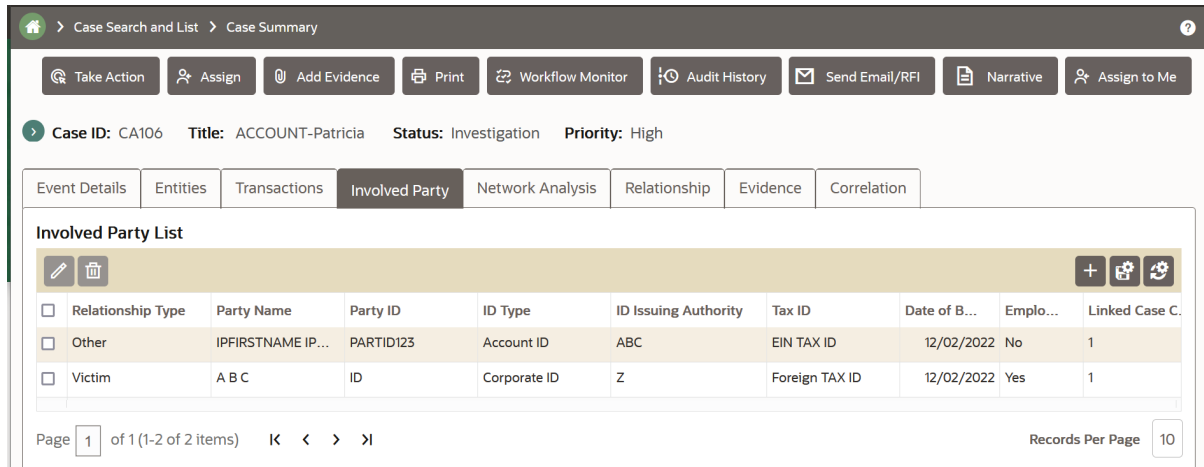 > Case Search and List > Case Summary ?
Take Action Assign Add Evidence Print Workflow Monitor Audit History Send Email/RFI Narrative Assign to Me
Case ID: CA106 Title: ACCOUNT-Patricia Status: Investigation Priority: High
Event Details Entities Transactions Involved Party Network Analysis Relationship Evidence Correlation
Involved Party List
Relationship Type Party Name Party ID ID Type ID Issuing Authority Tax ID Date of B... Emplo... Linked Case C.
Other IPFIRSTNAME IP... PARTID123 Account ID ABC EIN TAX ID 12/02/2022 No 1
Victim A B C ID Corporate ID Z Foreign TAX ID 12/02/2022 Yes 1
Page 1 of 1 (1-2 of 2 items) Records Per Page 10